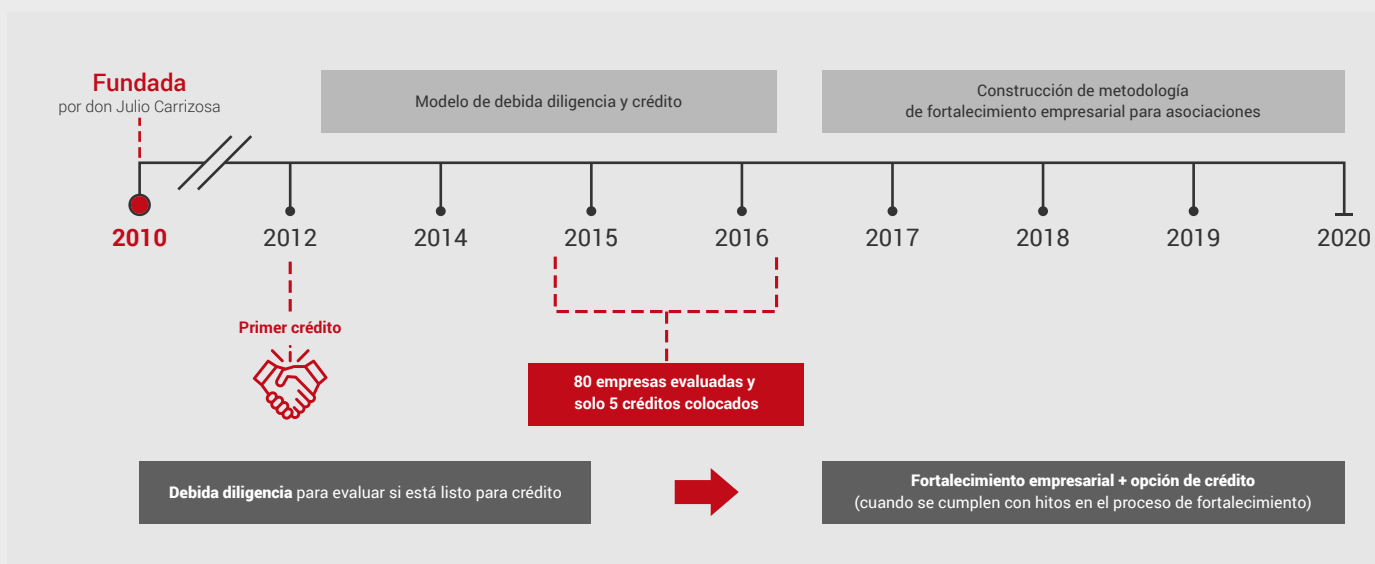 Fundada
por don Julio Carrizosa
Modelo de debida diligencia y crédito
Construcción de metodología
de fortalecimiento empresarial para asociaciones
2010
2012
2014
2015
2016
2017
2018
2019
2020
Primer crédito
80 empresas evaluadas y
solo 5 créditos colocados
Debida diligencia para evaluar si está listo para crédito
Fortalecimiento empresarial + opción de crédito
(cuando se cumplen con hitos en el proceso de fortalecimiento)